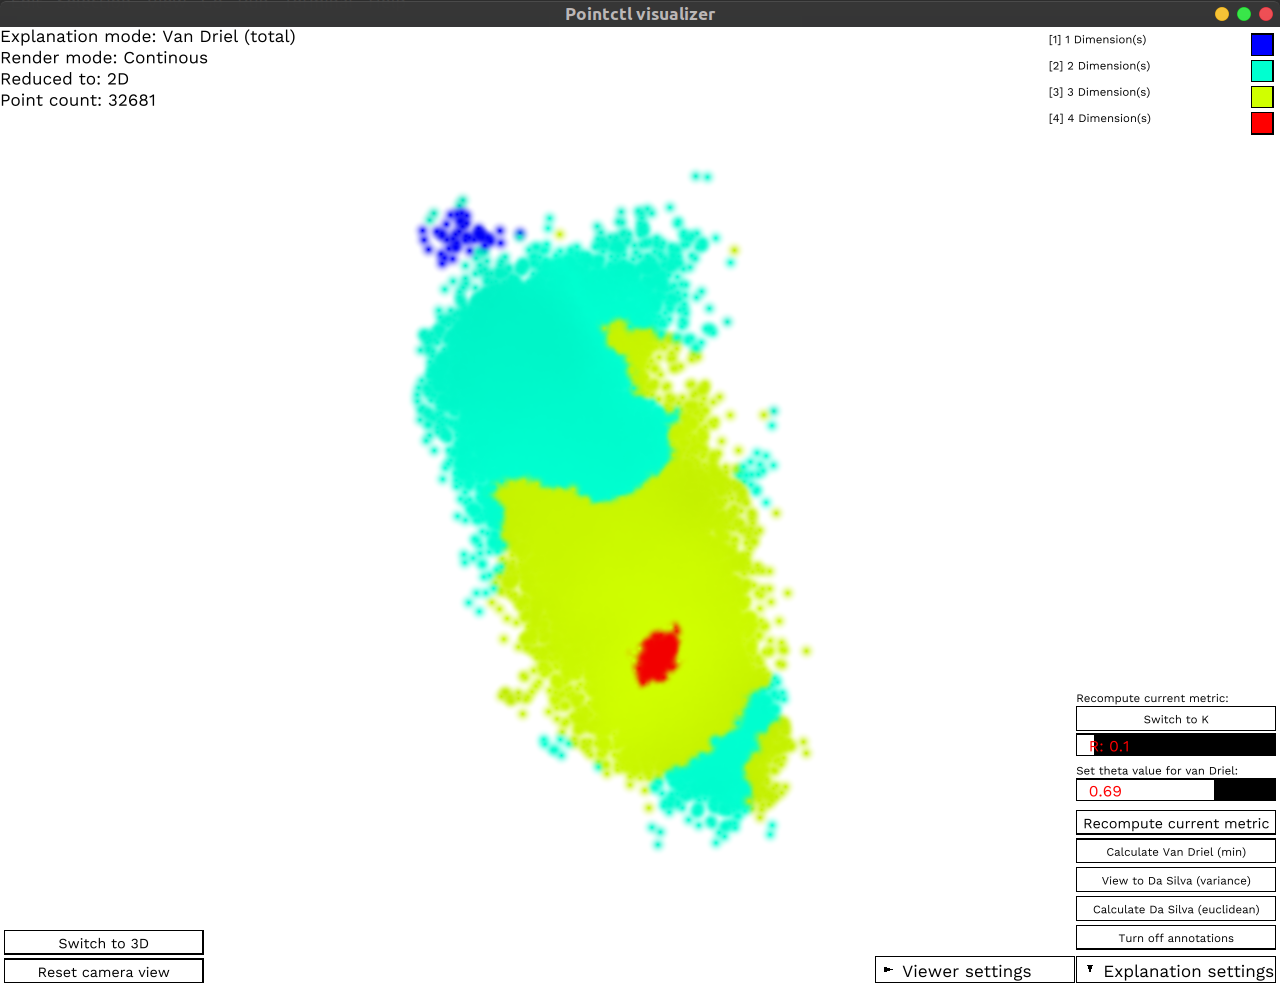 Pointctl visualizer
Explanation mode: Van Driel (total)
Render mode: Continous
Reduced to: 2D
Point count: 32681
[1] 1 Dimension(s)
[2] 2 Dimension(s)
[3] 3 Dimension(s)
[4] 4 Dimension(s)
Recompute current metric:
Switch to K
R: 0.1
Set theta value for van Driel:
0.69
Recompute current metric
Calculate Van Driel (min)
View to Da Silva (variance)
Calculate Da Silva (euclidean)
Turn off annotations
Switch to 3D
Reset camera view
Viewer settings
Explanation settings